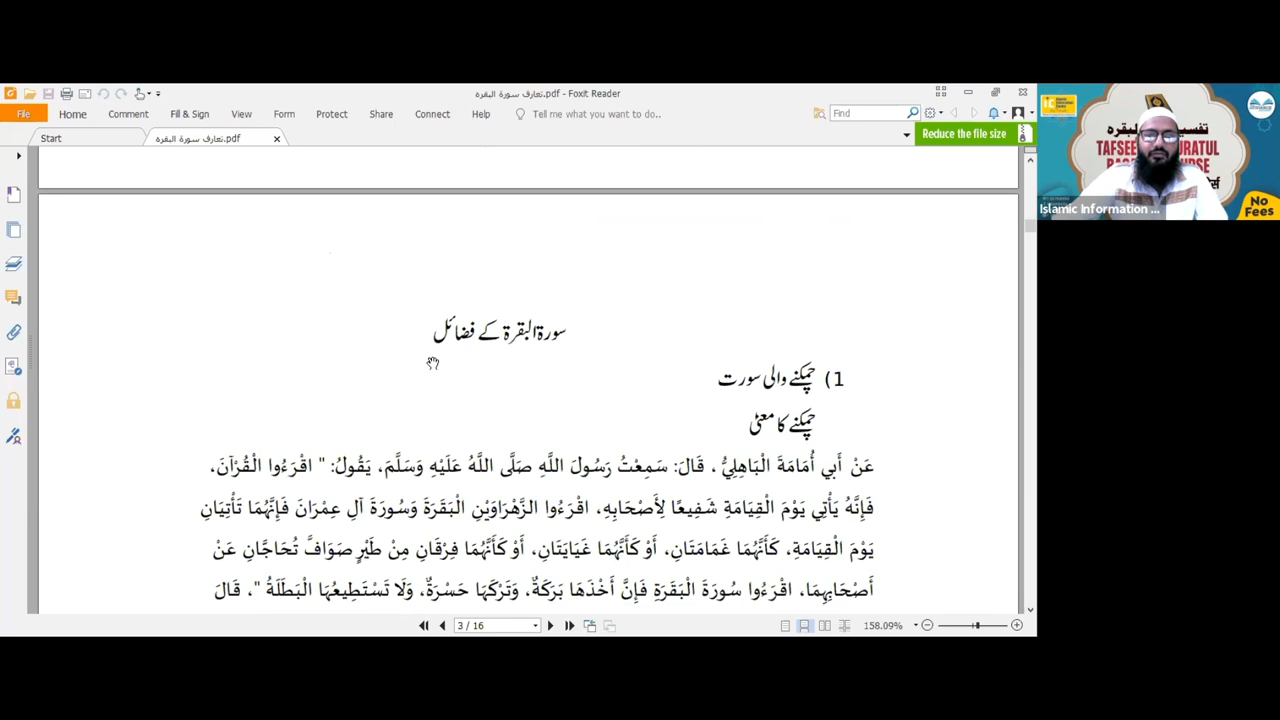 تعارف سورۃ البقرۃ.pdf - Foxit Reader
File Home Comment Fill & Sign View Form Protect Share Connect Help Tell me what you want to do.. Find
Start تعارف سورۃ البقرۃ.pdf
Reduce the file size
سورۃ البقرۃ کے فضائل
1) چمکنے والی سورت
چمکنے کا معنیٰ
عَنْ أَبِي أُمَامَةَ الْبَاهِلِيُّ ، قَالَ: سَمِعْتُ رَسُولَ اللَّهِ صَلَّى اللَّهُ عَلَيْهِ وَسَلَّمَ، يَقُولُ: " اقْرَءُوا الْقُرْآنَ،
فَإِنَّهُ يَأْتِي يَوْمَ الْقِيَامَةِ شَفِيعًا لِأَصْحَابِهِ، اقْرَءُوا الزَّهْرَاوَيْنِ الْبَقَرَةَ وَسُورَةَ آلِ عِمْرَانَ فَإِنَّهُمَا تَأْتِيَانِ
يَوْمَ الْقِيَامَةِ، كَأَنَّهُمَا غَمَامَتَانِ، أَوْ كَأَنَّهُمَا غَيَايَتَانِ، أَوْ كَأَنَّهُمَا فِرْقَانِ مِنْ طَيْرٍ صَوَافَّ تُحَاجَّانِ عَنْ
أَصْحَابِهِمَا، اقْرَءُوا سُورَةَ الْبَقَرَةِ فَإِنَّ أَخْذَهَا بَرَكَةٌ، وَتَرْكَهَا حَسْرَةٌ، وَلَا تَسْتَطِيعُهَا الْبَطَلَةُ "، قَالَ
3 / 16
158.09%
TAFSEE URATUL
Islamic Information ...
No
Fees